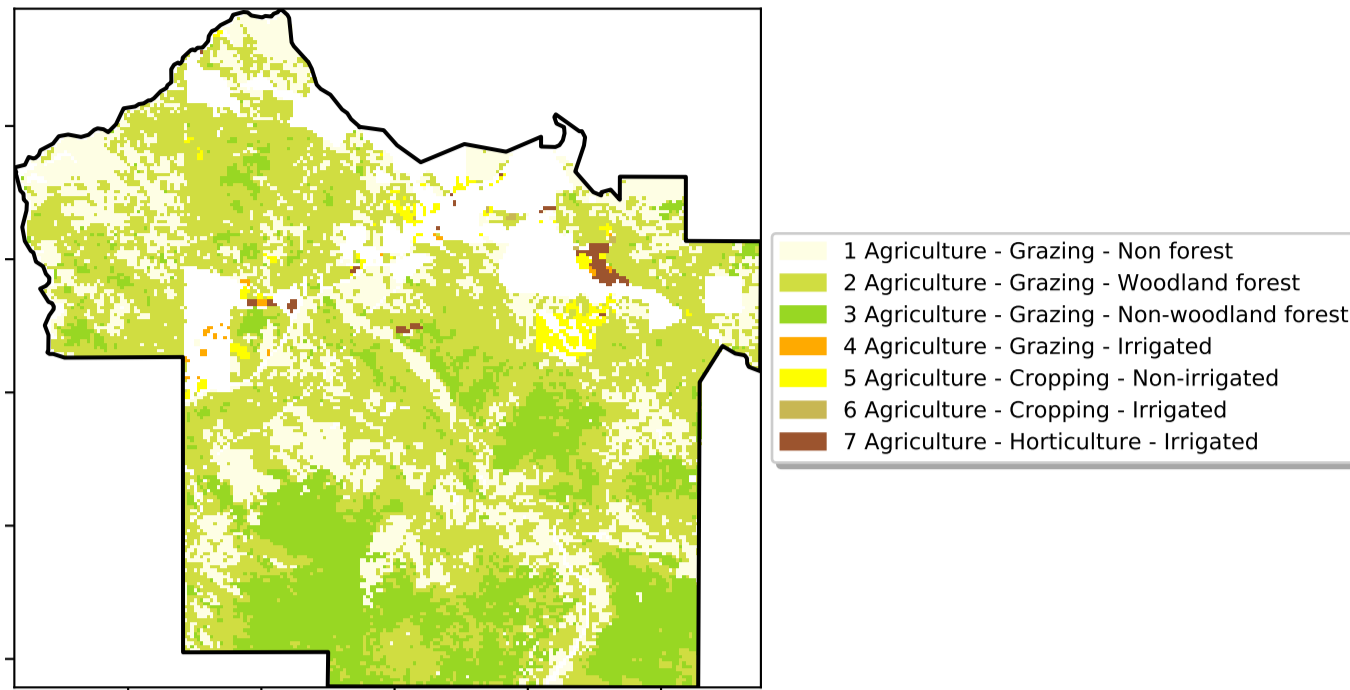 1 Agriculture - Grazing - Non forest
2 Agriculture - Grazing - Woodland forest
3 Agriculture - Grazing - Non-woodland forest
4 Agriculture - Grazing - Irrigated
5 Agriculture - Cropping - Non-irrigated
6 Agriculture - Cropping - Irrigated
7 Agriculture - Horticulture - Irrigated